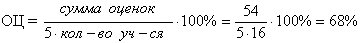 ОЦ = сумма оценок / 5 · кол – во уч – ся · 100% = 54 / 5 · 16 · 100% = 68%